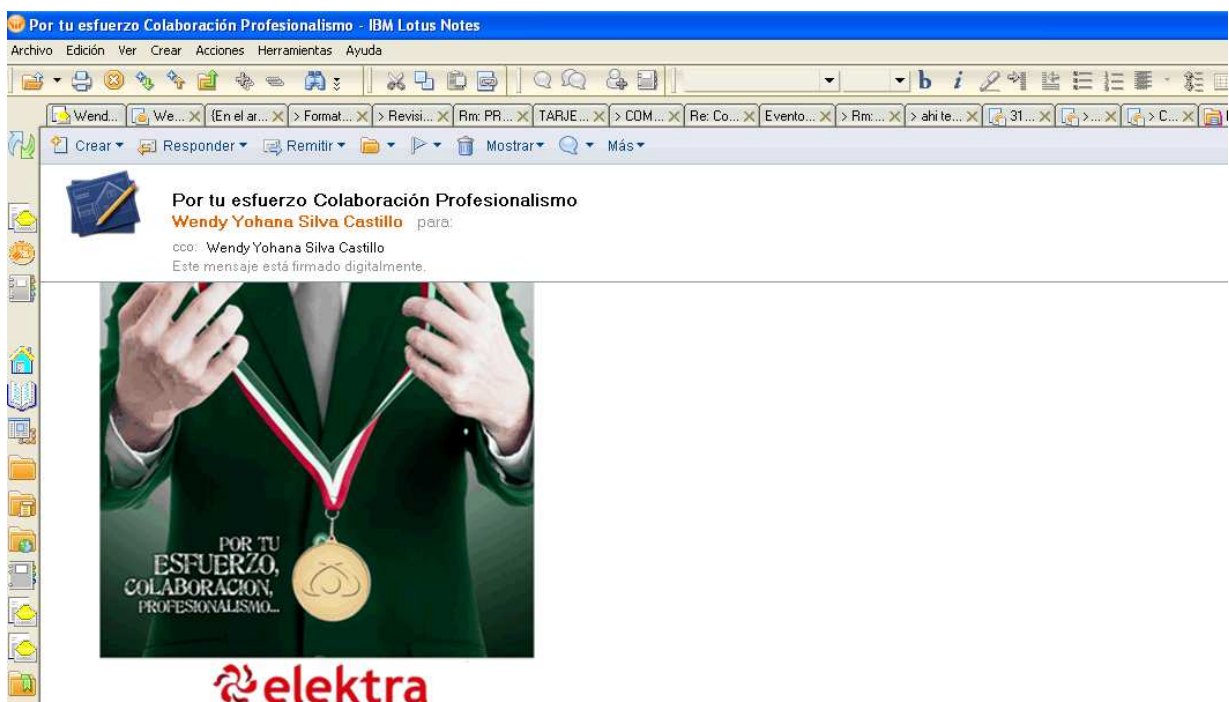 Por tu esfuerzo Colaboración Profesionalismo - IBM Lotus Notes
Archivo Edición Ver Crear Acciones Herramientas Ayuda
b i
Wend... We... (En el ar... > Format... > Revisi... Rm: PR... TARJE... > COM... Re: Co... Evento... > Rm:... > ahi te... 31... >... > C...
Crear Responder Remitir Mostrar Más
Por tu esfuerzo Colaboración Profesionalismo
Wendy Yohana Silva Castillo para:
cco: Wendy Yohana Silva Castillo
Este mensaje está firmado digitalmente.
POR TU
ESFUERZO,
COLABORACION,
PROFESIONALISMO...
elektra